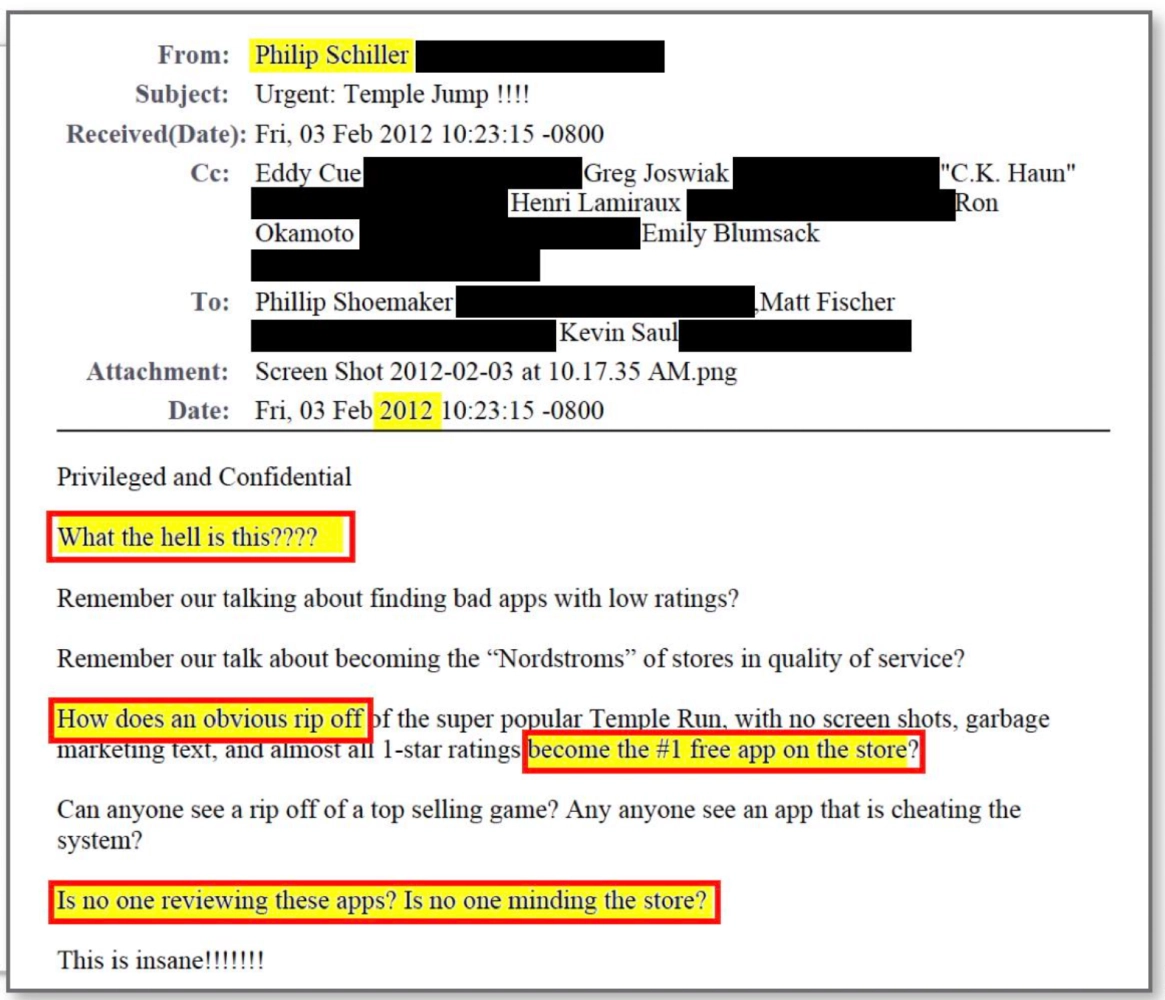 From: Philip Schiller
Subject: Urgent: Temple Jump !!!!
Received(Date): Fri, 03 Feb 2012 10:23:15 -0800
Cc: Eddy Cue Greg Joswiak "C.K. Haun"
Henri Lamiraux Ron
Okamoto Emily Blumsack
To: Phillip Shoemaker ,Matt Fischer
Kevin Saul
Attachment: Screen Shot 2012-02-03 at 10.17.35 AM.png
Date: Fri, 03 Feb 2012 10:23:15 -0800
Privileged and Confidential
What the hell is this????
Remember our talking about finding bad apps with low ratings?
Remember our talk about becoming the “Nordstroms” of stores in quality of service?
How does an obvious rip off of the super popular Temple Run, with no screen shots, garbage
marketing text, and almost all 1-star ratings become the #1 free app on the store?
Can anyone see a rip off of a top selling game? Any anyone see an app that is cheating the
system?
Is no one reviewing these apps? Is no one minding the store?
This is insane!!!!!!!